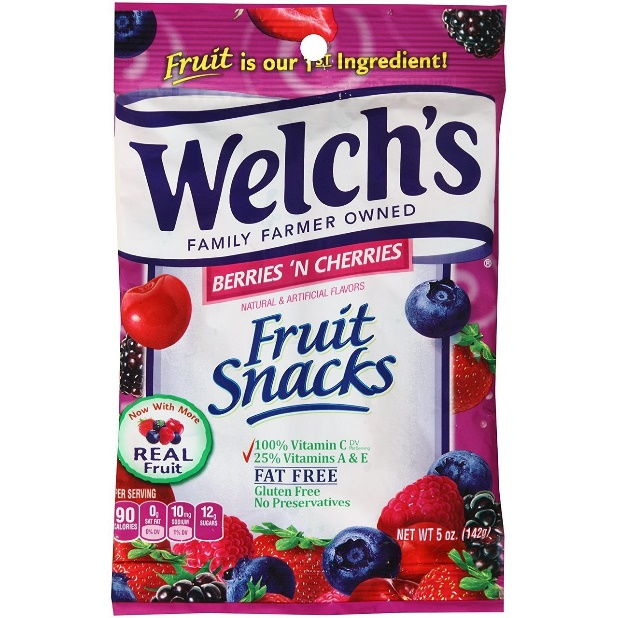 Fruit is our 1ST Ingredient!
Welch's
FAMILY FARMER OWNED
®
BERRIES 'N CHERRIES
NATURAL & ARTIFICIAL FLAVORS
Fruit
Snacks
Now With More
REAL
Fruit
✓100% Vitamin C DV
25% Vitamins A & E
FAT FREE
Gluten Free
No Preservatives
PER SERVING
90
CALORIES
0g
SAT FAT
0% DV
10mg
SODIUM
1% DV
12g
SUGARS
NET WT 5 oz. (142g)